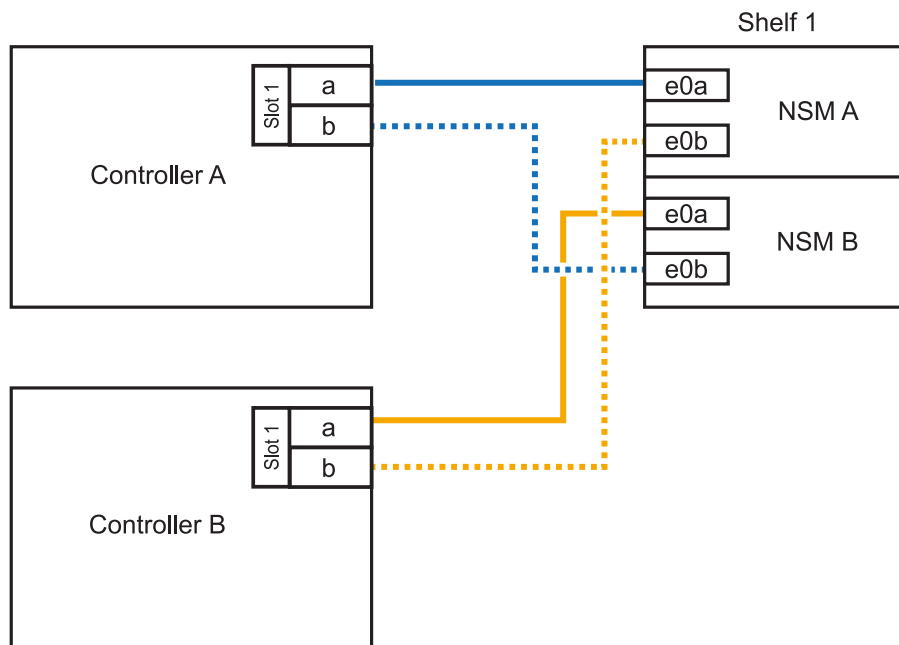 Shelf 1
Slot 1
a
b
Controller A
e0a
e0b
NSM A
e0a
e0b
NSM B
Slot 1
a
b
Controller B